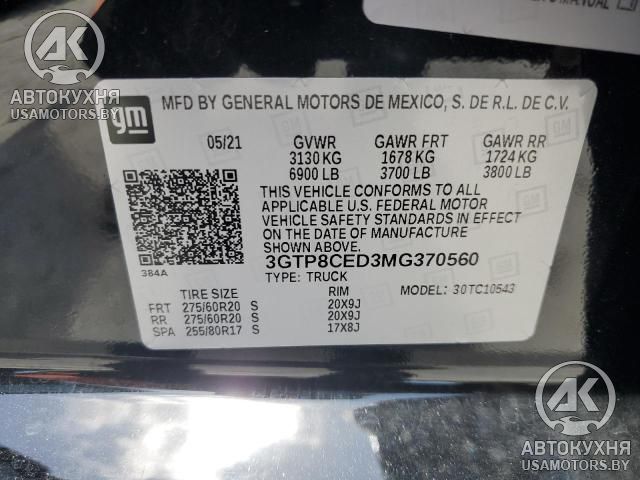 AK
АВТОКУХНЯ
USAMOTORS.BY
gm
MFD BY GENERAL MOTORS DE MEXICO, S. DE R.L. DE C.V.
05/21 GVWR GAWR FRT GAWR RR
3130 KG 1678 KG 1724 KG
6900 LB 3700 LB 3800 LB
THIS VEHICLE CONFORMS TO ALL
APPLICABLE U.S. FEDERAL MOTOR
VEHICLE SAFETY STANDARDS IN EFFECT
ON THE DATE OF MANUFACTURE
SHOWN ABOVE.
384A
3GTP8CED3MG370560
TYPE: TRUCK MODEL: 30TC10543
TIRE SIZE RIM
FRT 275/60R20 S 20X9J
RR 275/60R20 S 20X9J
SPA 255/80R17 S 17X8J
AK
АВТОКУХНЯ
USAMOTORS.BY